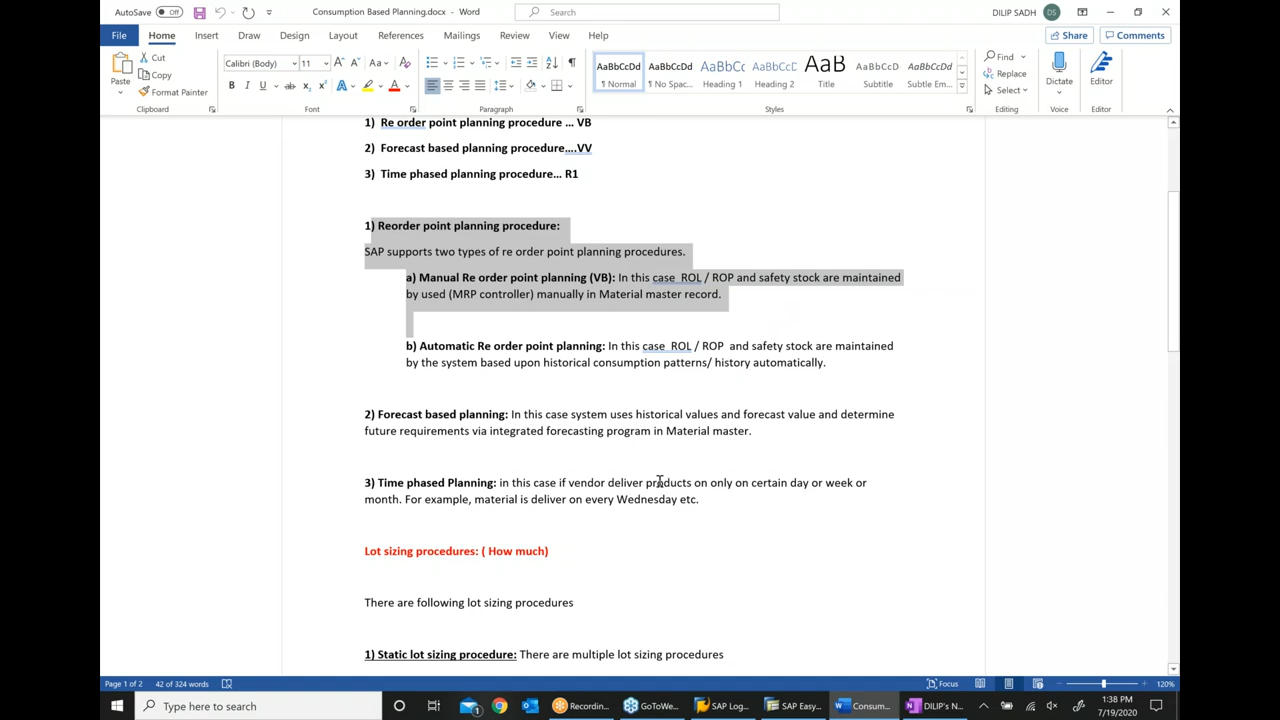 AutoSave Off Consumption Based Planning.docx - Word Search DILIP SADH DS
File Home Insert Draw Design Layout References Mailings Review View Help Share Comments
Paste Cut Copy Format Painter
Calibri (Body) 11 A A Aa
B I U ab x x A A
AaBbCcDd AaBbCcDd AaBbCc AaBbCcD AaB AaBbCcD AaBbCcDd
¶ Normal ¶ No Spac... Heading 1 Heading 2 Title Subtitle Subtle Em...
Find Replace Select Dictate Editor
Clipboard Font Paragraph Styles Editing Voice Editor
1) Re order point planning procedure ... VB
2) Forecast based planning procedure....VV
3) Time phased planning procedure... R1
1) Reorder point planning procedure:
SAP supports two types of re order point planning procedures.
a) Manual Re order point planning (VB): In this case ROL / ROP and safety stock are maintained
by used (MRP controller) manually in Material master record.
b) Automatic Re order point planning: In this case ROL / ROP and safety stock are maintained
by the system based upon historical consumption patterns/ history automatically.
2) Forecast based planning: In this case system uses historical values and forecast value and determine
future requirements via integrated forecasting program in Material master.
3) Time phased Planning: in this case if vendor deliver products on only on certain day or week or
month. For example, material is deliver on every Wednesday etc.
Lot sizing procedures: ( How much)
There are following lot sizing procedures
1) Static lot sizing procedure: There are multiple lot sizing procedures
Page 1 of 2 42 of 324 words Focus 120%
Type here to search Recordin... GoToWe... SAP Log... SAP Easy... Consum... DILIP's N... 1:38 PM
7/19/2020